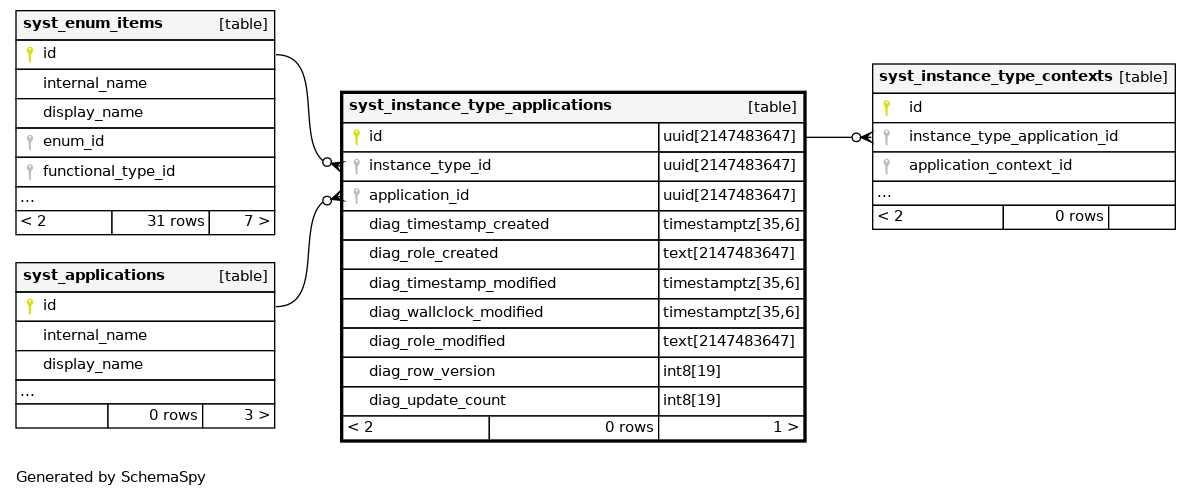 syst_enum_items [table]
id
internal_name
display_name
enum_id
functional_type_id
...
< 2 31 rows 7 >
syst_applications [table]
id
internal_name
display_name
...
0 rows 3 >
syst_instance_type_applications [table]
id uuid[2147483647]
instance_type_id uuid[2147483647]
application_id uuid[2147483647]
diag_timestamp_created timestamptz[35,6]
diag_role_created text[2147483647]
diag_timestamp_modified timestamptz[35,6]
diag_wallclock_modified timestamptz[35,6]
diag_role_modified text[2147483647]
diag_row_version int8[19]
diag_update_count int8[19]
< 2 0 rows 1 >
syst_instance_type_contexts [table]
id
instance_type_application_id
application_context_id
...
< 2 0 rows
Generated by SchemaSpy